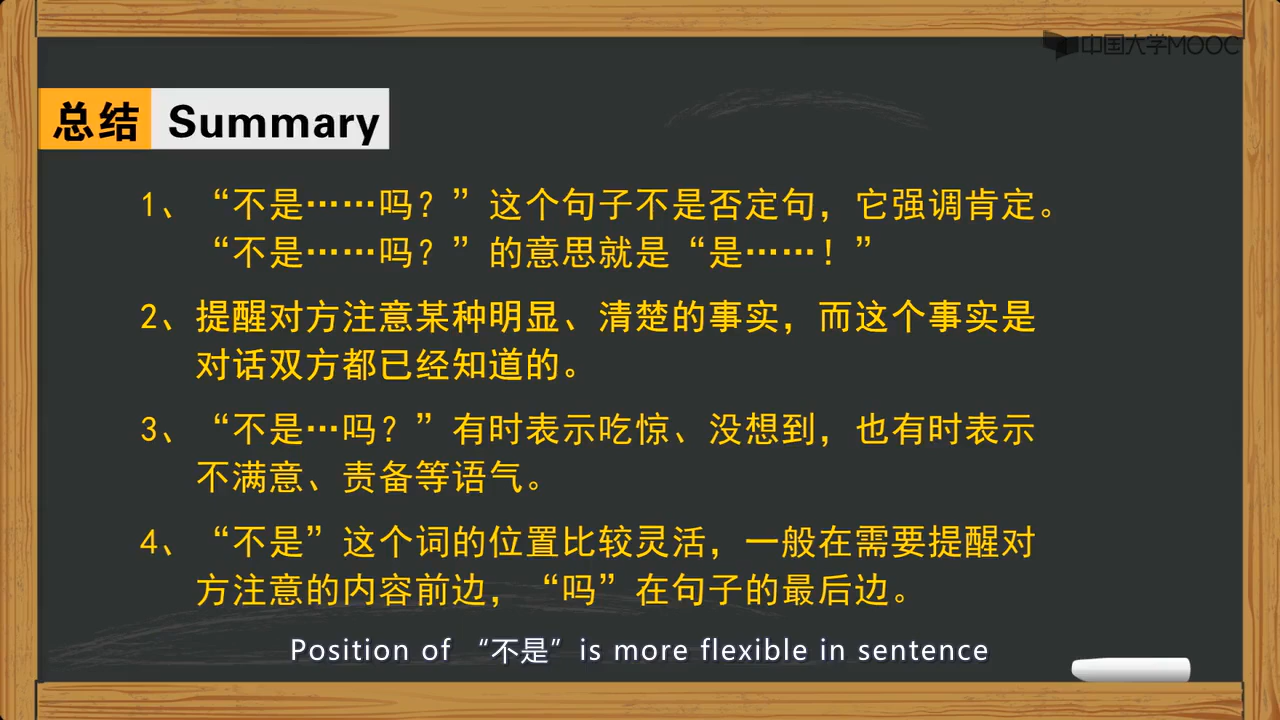 中国大学MOOC
总结 Summary
1、“不是……吗？”这个句子不是否定句，它强调肯定。
“不是……吗？”的意思就是“是……！”
2、提醒对方注意某种明显、清楚的事实，而这个事实是
对话双方都已经知道的。
3、“不是…吗？”有时表示吃惊、没想到，也有时表示
不满意、责备等语气。
4、“不是”这个词的位置比较灵活，一般在需要提醒对
方注意的内容前边，“吗”在句子的最后边。
Position of “不是”is more flexible in sentence